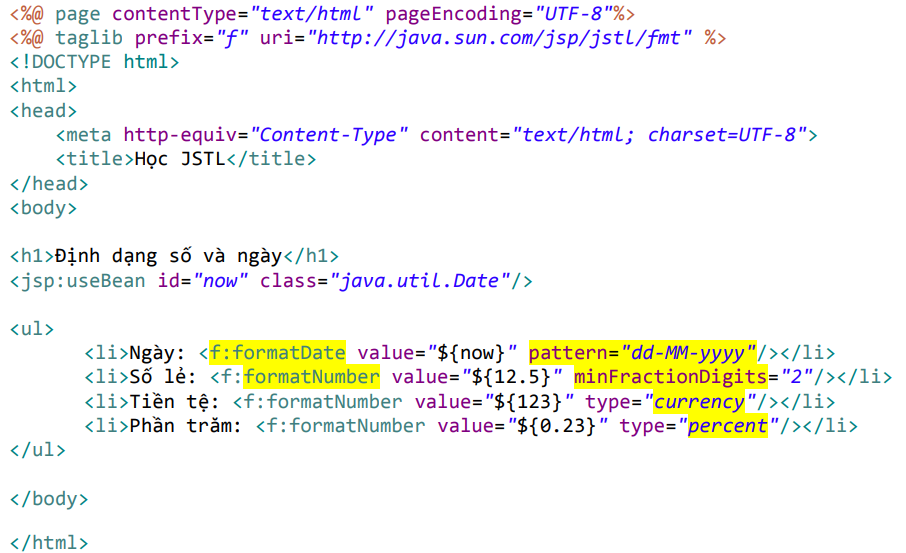 <%@ page contentType="text/html" pageEncoding="UTF-8"%>
<%@ taglib prefix="f" uri="http://java.sun.com/jsp/jstl/fmt" %>
<!DOCTYPE html>
<html>
<head>
    <meta http-equiv="Content-Type" content="text/html; charset=UTF-8">
    <title>Học JSTL</title>
</head>
<body>

<h1>Định dạng số và ngày</h1>
<jsp:useBean id="now" class="java.util.Date"/>

<ul>
    <li>Ngày: <f:formatDate value="${now}" pattern="dd-MM-yyyy"/></li>
    <li>Số lẻ: <f:formatNumber value="${12.5}" minFractionDigits="2"/></li>
    <li>Tiền tệ: <f:formatNumber value="${123}" type="currency"/></li>
    <li>Phần trăm: <f:formatNumber value="${0.23}" type="percent"/></li>
</ul>

</body>

</html>